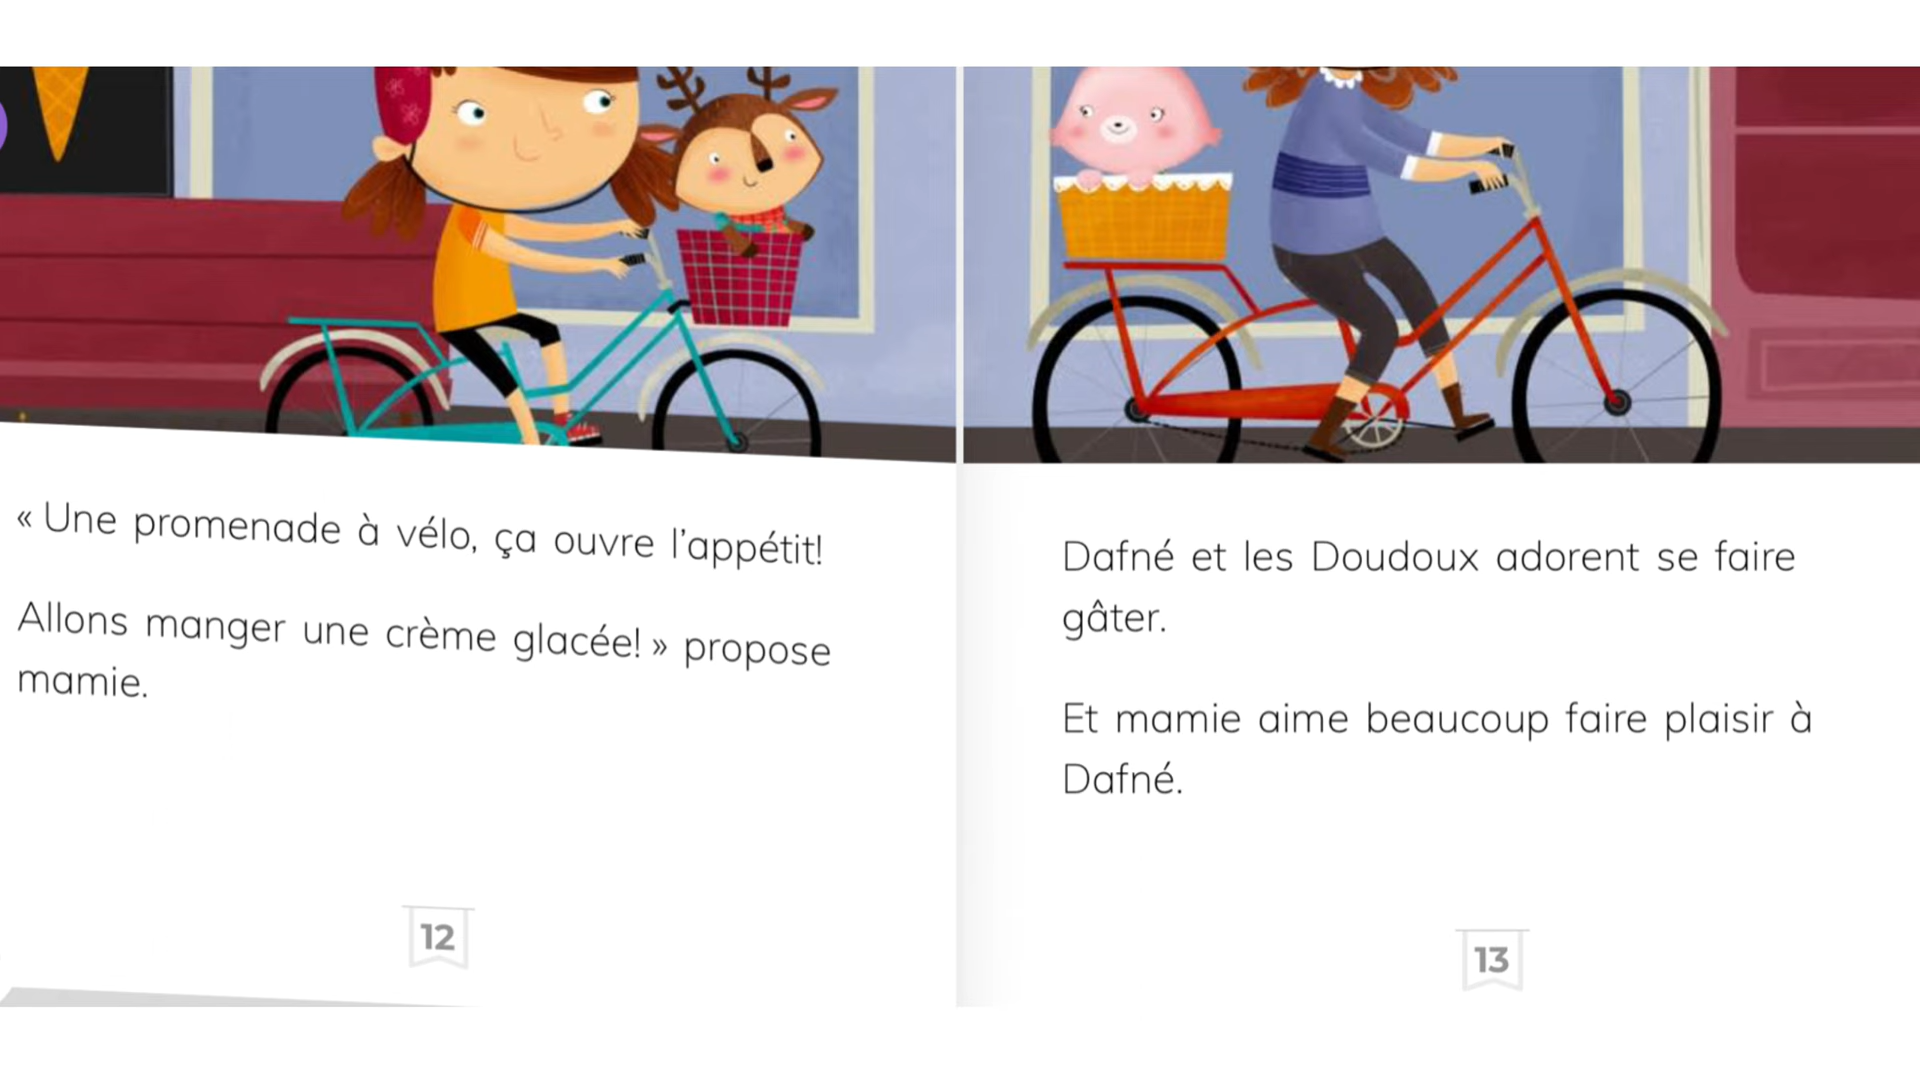 « Une promenade à vélo, ça ouvre l'appétit!
Allons manger une crème glacée! » propose
mamie.
12
Dafné et les Doudoux adorent se faire
gâter.
Et mamie aime beaucoup faire plaisir à
Dafné.
13